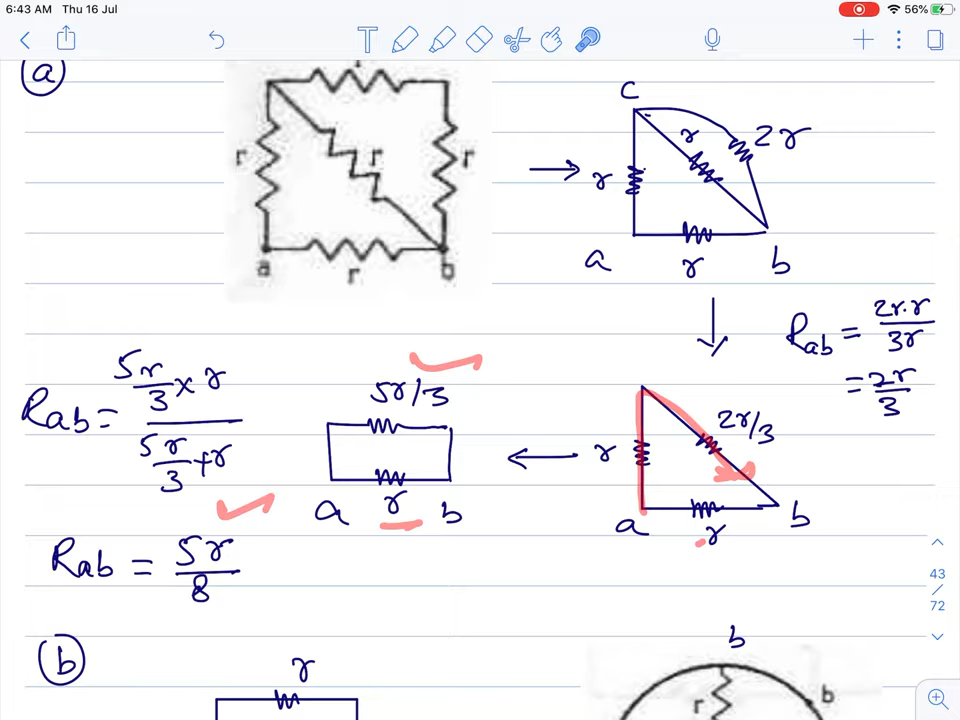 6:43 AM Thu 16 Jul
56%
T
a
r
r
r
a
r
b
C
r
r
2r
a
r
b
Rab = 2r.r / 3r
= 2r / 3
Rab = 5r/3 × r / 5r/3 + r
5r/3
r
a
b
r
2r/3
a
r
b
Rab = 5r / 8
43
/
72
b
r
b
r
b